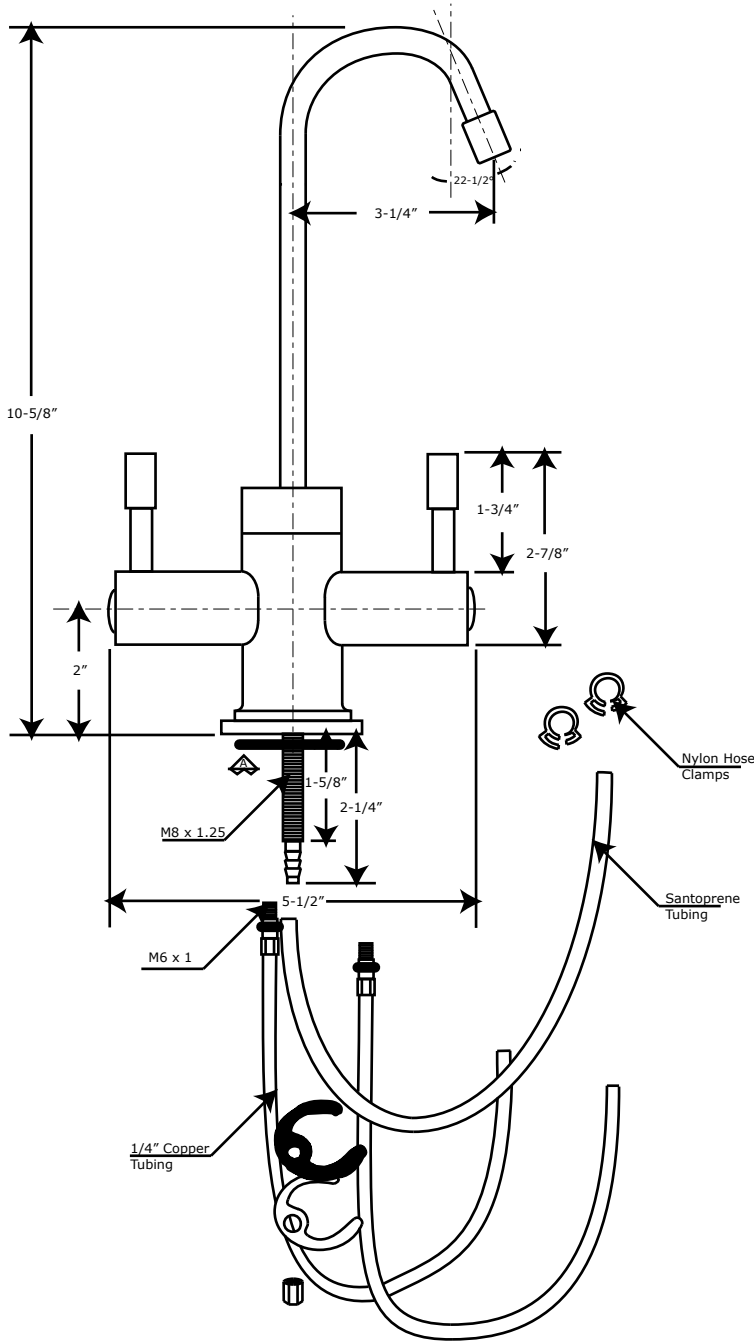 22-1/2°
3-1/4”
10-5/8”
1-3/4”
2-7/8”
2”
A
1-5/8”
2-1/4”
M8 x 1.25
Nylon Hose
Clamps
5-1/2”
Santoprene
Tubing
M6 x 1
1/4” Copper
Tubing